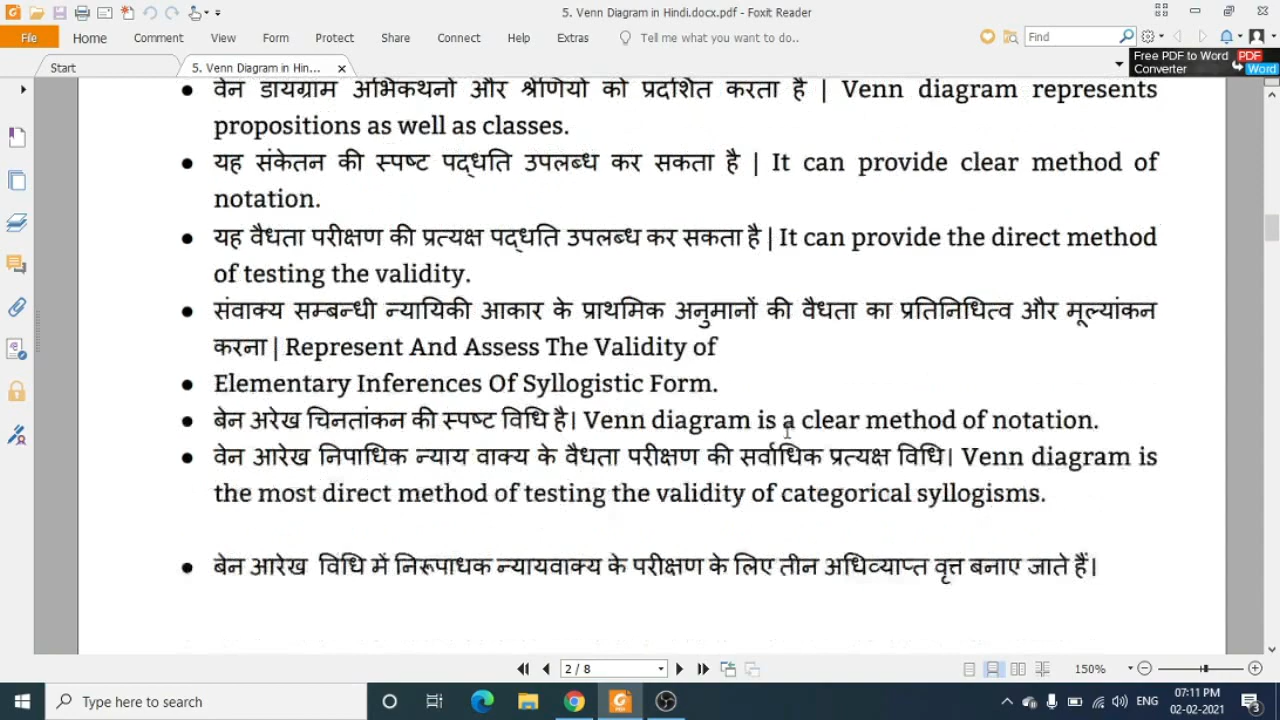 5. Venn Diagram in Hindi.docx.pdf - Foxit Reader
File Home Comment View Form Protect Share Connect Help Extras Tell me what you want to do.. Find
Start 5. Venn Diagram in Hin... Free PDF to Word PDF
Converter Word
• वेन डायग्राम अभिकथनो और श्रेणियो को प्रदर्शित करता है | Venn diagram represents
propositions as well as classes.
• यह संकेतन की स्पष्ट पद्धति उपलब्ध कर सकता है | It can provide clear method of
notation.
• यह वैधता परीक्षण की प्रत्यक्ष पद्धति उपलब्ध कर सकता है | It can provide the direct method
of testing the validity.
• संवाक्य सम्बन्धी न्यायिकी आकार के प्राथमिक अनुमानों की वैधता का प्रतिनिधित्व और मूल्यांकन
करना | Represent And Assess The Validity of
• Elementary Inferences Of Syllogistic Form.
• बेन अरेख चिनतांकन की स्पष्ट विधि है। Venn diagram is a clear method of notation.
• वेन आरेख निपाधिक न्याय वाक्य के वैधता परीक्षण की सर्वाधिक प्रत्यक्ष विधि। Venn diagram is
the most direct method of testing the validity of categorical syllogisms.
• बेन आरेख विधि में निरूपाधक न्यायवाक्य के परीक्षण के लिए तीन अधिव्याप्त वृत्त बनाए जाते हैं।
2 / 8 150%
Type here to search ENG 07:11 PM
02-02-2021 3